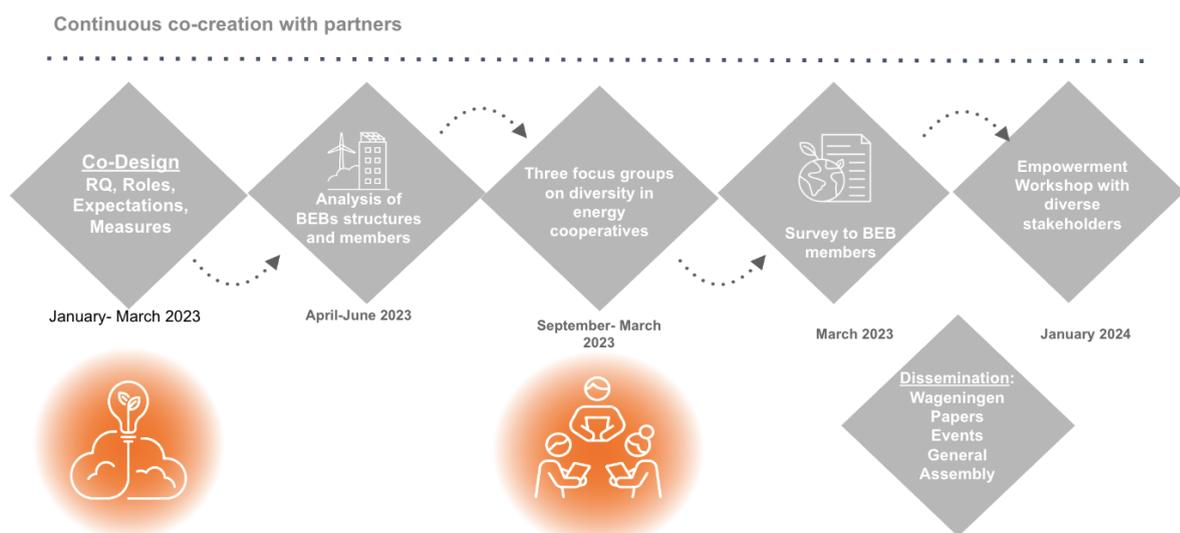 Continuous co-creation with partners
Co-Design
RQ, Roles,
Expectations,
Measures
January- March 2023
Analysis of
BEBs structures
and members
April-June 2023
Three focus groups
on diversity in
energy
cooperatives
September- March
2023
Survey to BEB
members
March 2023
Empowerment
Workshop with
diverse
stakeholders
January 2024
Dissemination:
Wageningen
Papers
Events
General
Assembly